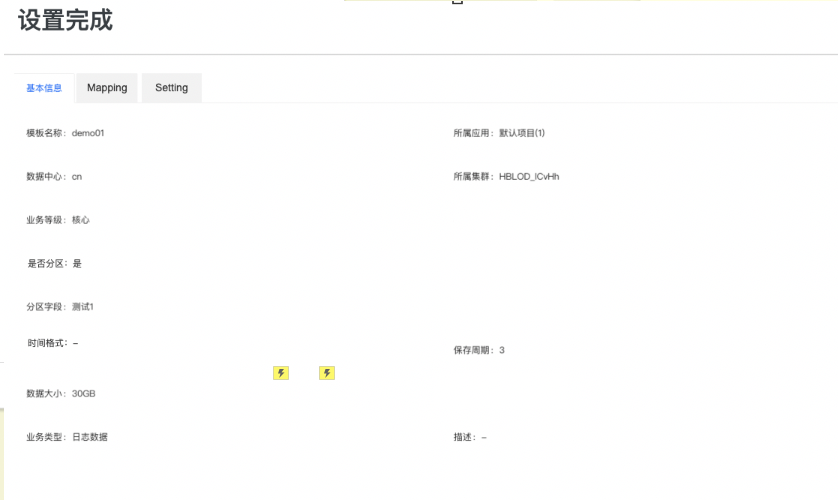 设置完成
基本信息 Mapping Setting
模板名称：demo01 所属应用：默认项目(1)
数据中心：cn 所属集群：HBLOD_ICvHh
业务等级：核心
是否分区：是
分区字段：测试1
时间格式：-
保存周期：3
数据大小：30GB
业务类型：日志数据 描述：-